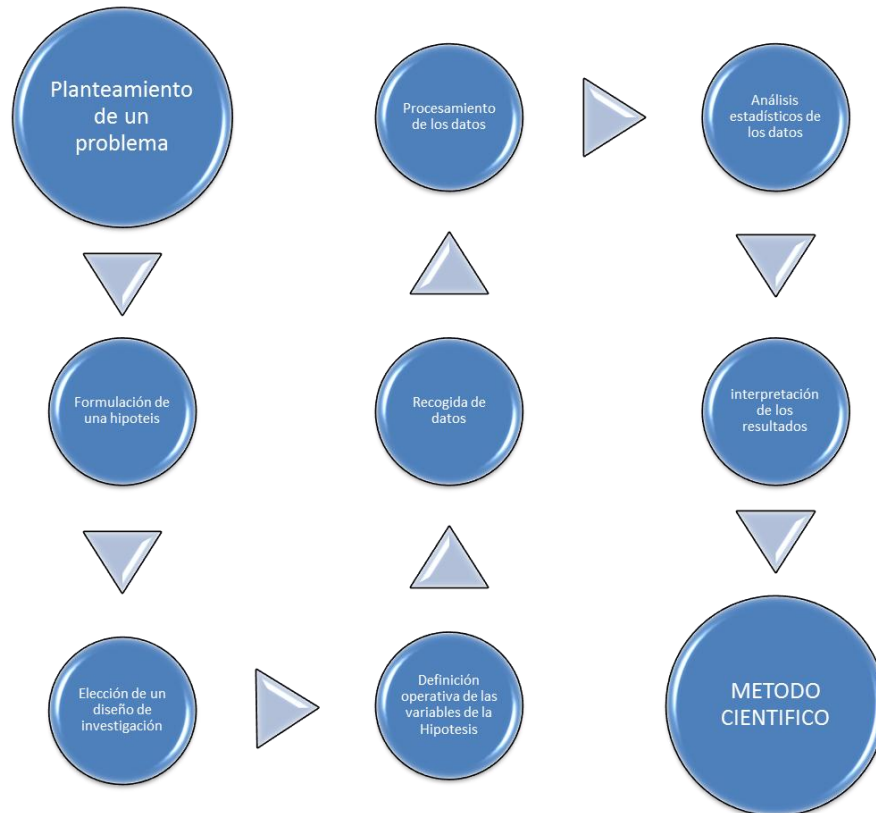 Planteamiento
de un
problema
Formulación de
una hipoteis
Elección de un
diseño de
investigación
Definición
operativa de las
variables de la
Hipotesis
Recogida de
datos
Procesamiento
de los datos
Análisis
estadísticos de
los datos
interpretación
de los
resultados
METODO
CIENTIFICO